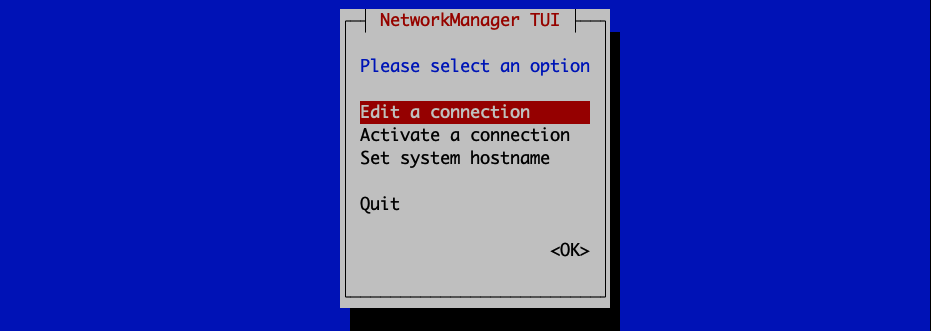 NetworkManager TUI
Please select an option
Edit a connection
Activate a connection
Set system hostname
Quit
<OK>